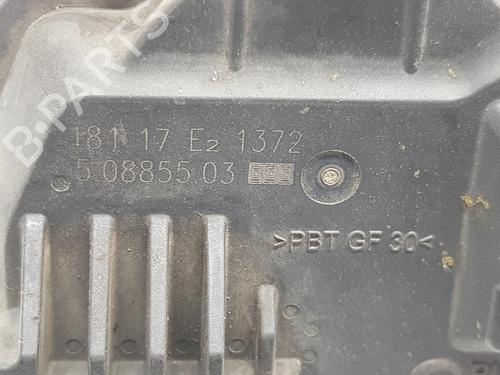 B-PARTS
181 17 E2 1372
5.08855.03
>PBT GF 30<